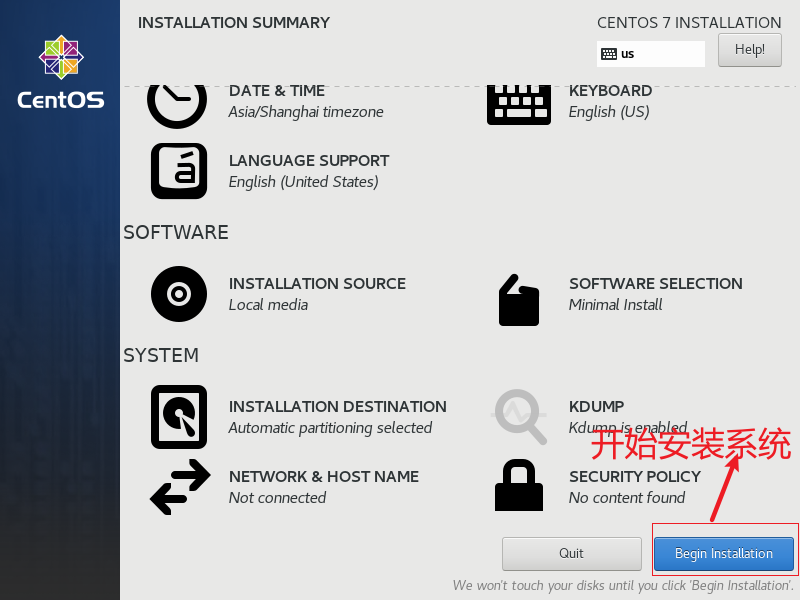 INSTALLATION SUMMARY
CENTOS 7 INSTALLATION
us
Help!
CentOS
DATE & TIME
Asia/Shanghai timezone
KEYBOARD
English (US)
á
LANGUAGE SUPPORT
English (United States)
SOFTWARE
INSTALLATION SOURCE
Local media
SOFTWARE SELECTION
Minimal Install
SYSTEM
INSTALLATION DESTINATION
Automatic partitioning selected
KDUMP
Kdump is enabled
开始安装系统
NETWORK & HOST NAME
Not connected
SECURITY POLICY
No content found
Quit
Begin Installation
We won't touch your disks until you click 'Begin Installation'.